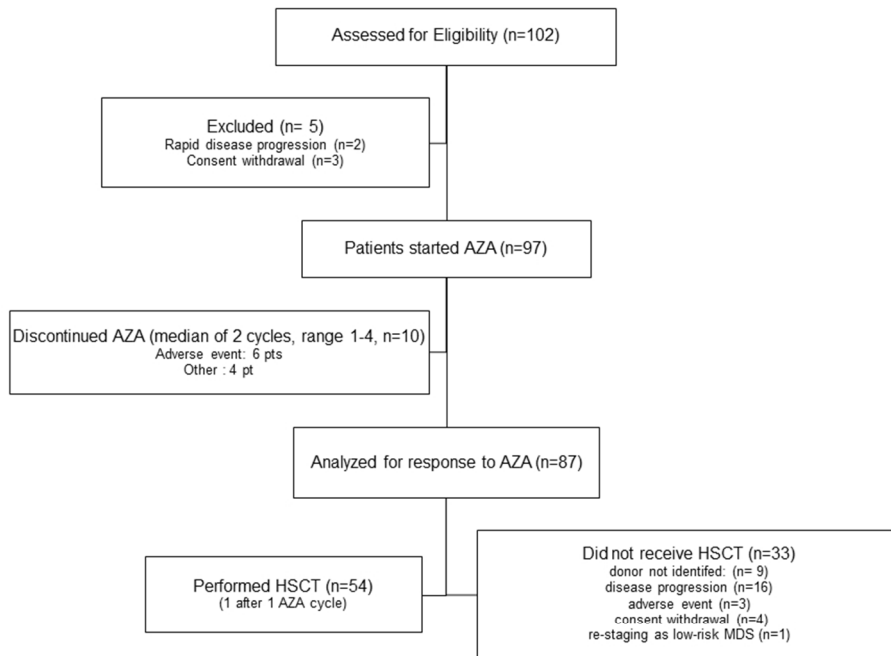 Assessed for Eligibility (n=102)
Excluded (n= 5)
Rapid disease progression (n=2)
Consent withdrawal (n=3)
Patients started AZA (n=97)
Discontinued AZA (median of 2 cycles, range 1-4, n=10)
Adverse event: 6 pts
Other : 4 pt
Analyzed for response to AZA (n=87)
Performed HSCT (n=54)
(1 after 1 AZA cycle)
Did not receive HSCT (n=33)
donor not identifed: (n= 9)
disease progression (n=16)
adverse event (n=3)
consent withdrawal (n=4)
re-staging as low-risk MDS (n=1)